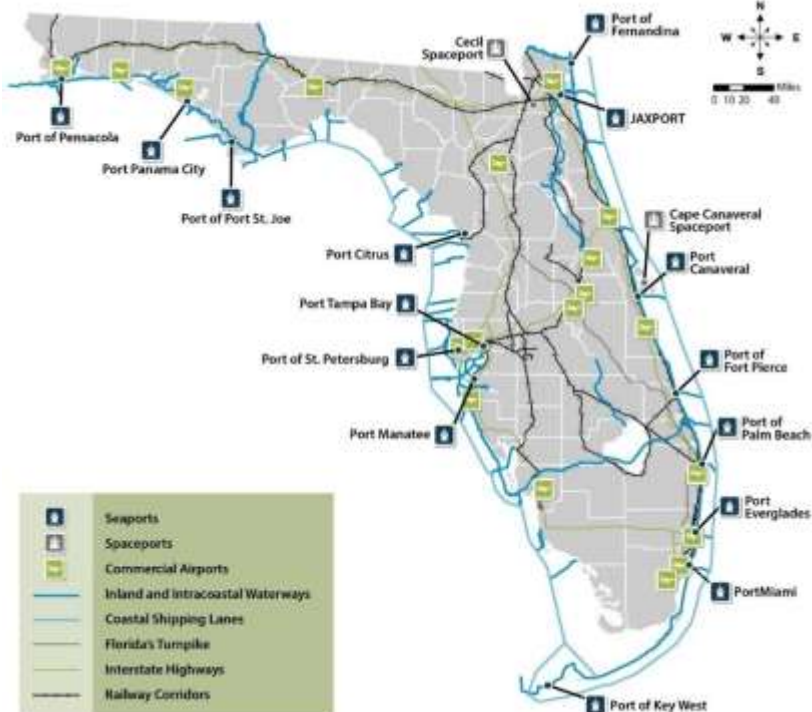 N
W E
S
Miles
0 10 20 40
Port of
Fernandina
Cecil
Spaceport
JAXPORT
Port of Pensacola
Port Panama City
Port of Port St. Joe
Cape Canaveral
Spaceport
Port
Canaveral
Port Citrus
Port Tampa Bay
Port of St. Petersburg
Port of
Fort Pierce
Port Manatee
Port of
Palm Beach
Port
Everglades
PortMiami
Port of Key West
Seaports
Spaceports
Commercial Airports
Inland and Intracoastal Waterways
Coastal Shipping Lanes
Florida's Turnpike
Interstate Highways
Railway Corridors